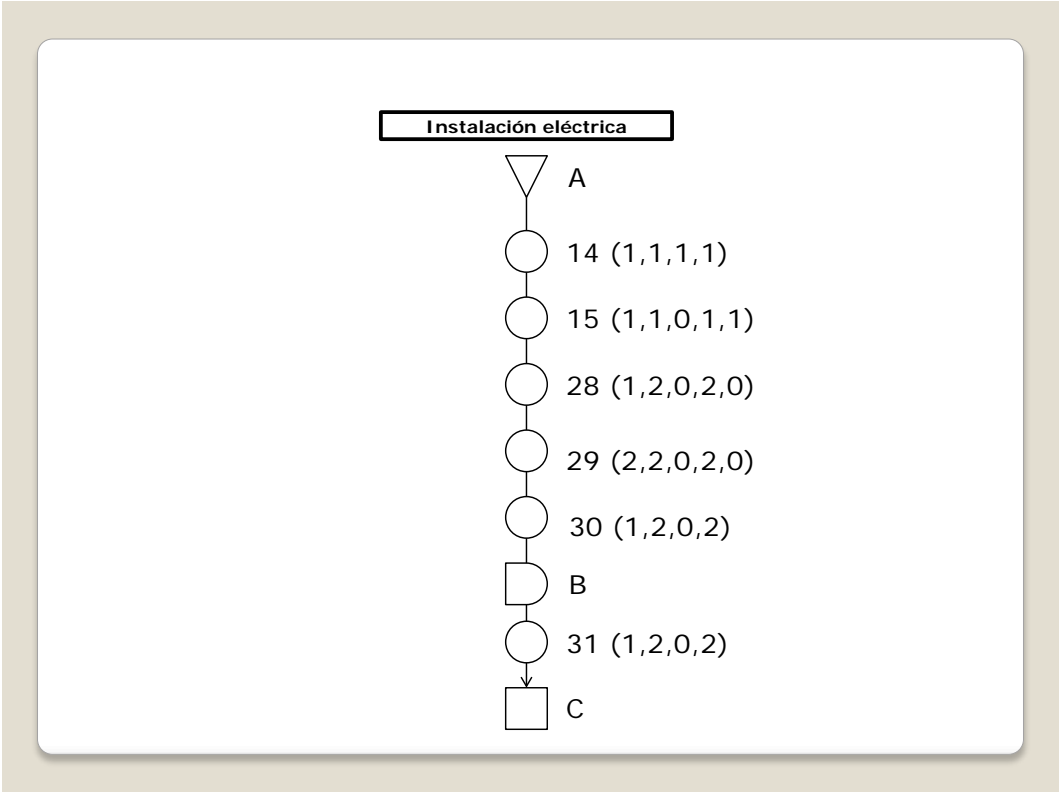 Instalación eléctrica
A
14 (1,1,1,1)
15 (1,1,0,1,1)
28 (1,2,0,2,0)
29 (2,2,0,2,0)
30 (1,2,0,2)
B
31 (1,2,0,2)
C